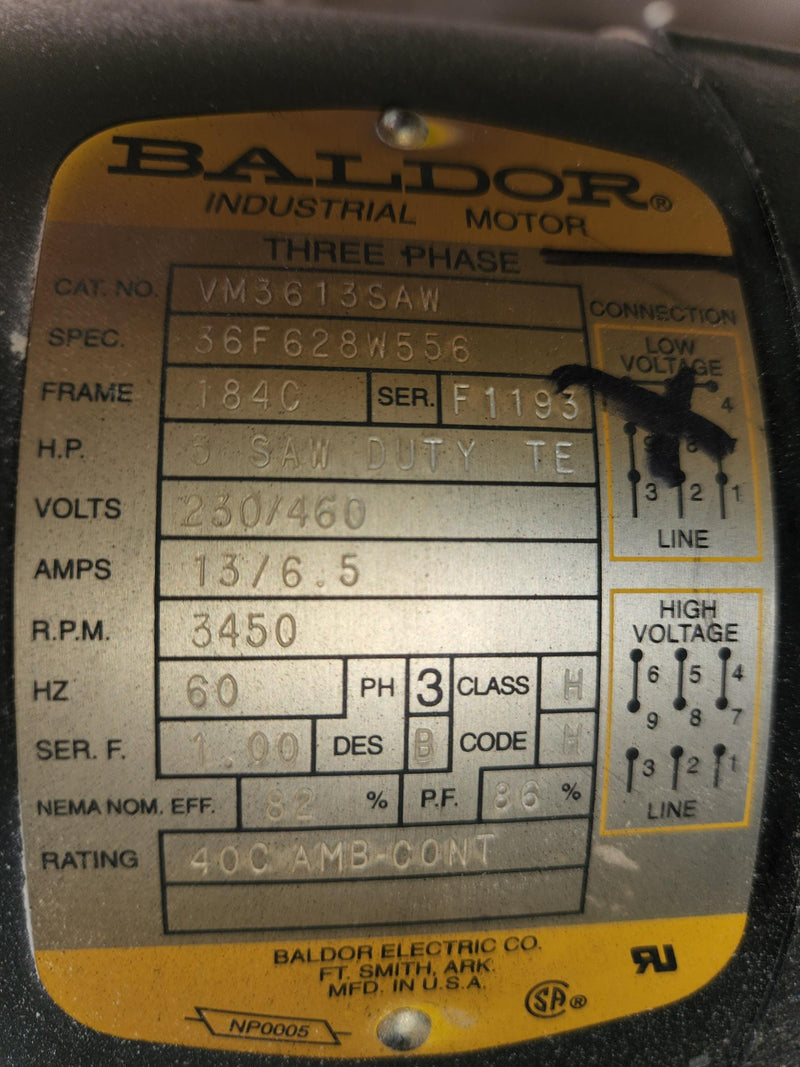 BALDOR®
INDUSTRIAL MOTOR
THREE PHASE
CAT. NO. VM3613SAW
SPEC. 36F628W556
FRAME 184C SER. F1193
H.P. 5 SAW DUTY TE
VOLTS 230/460
AMPS 13/6.5
R.P.M. 3450
HZ 60 PH 3 CLASS H
SER. F. 1.00 DES B CODE H
NEMA NOM. EFF. 82 % P.F. 86 %
RATING 40C AMB-CONT
CONNECTION
LOW
VOLTAGE
4
3 2 1
LINE
HIGH
VOLTAGE
6 5 4
9 8 7
3 2 1
LINE
BALDOR ELECTRIC CO.
FT. SMITH, ARK.
MFD. IN U.S.A.
NP0005
SA®
RU